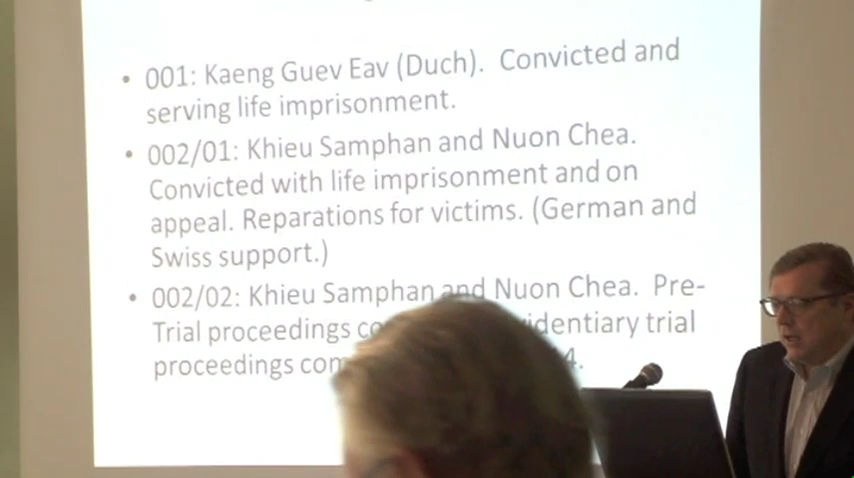 • 001: Kaeng Guev Eav (Duch). Convicted and
serving life imprisonment.
• 002/01: Khieu Samphan and Nuon Chea.
Convicted with life imprisonment and on
appeal. Reparations for victims. (German and
Swiss support.)
• 002/02: Khieu Samphan and Nuon Chea. Pre-
Trial proceedings trial
proceedings